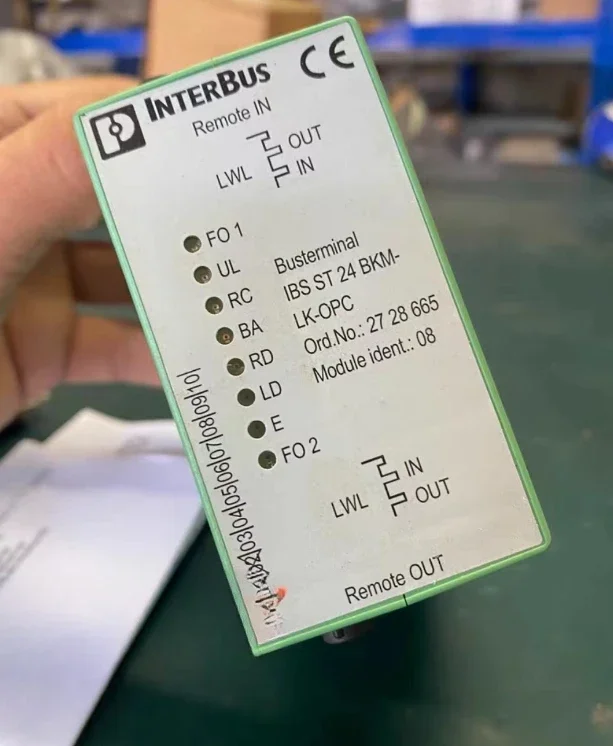 INTERBUS
CE
Remote IN
OUT
LWL
IN
FO 1
UL
RC
BA
RD
LD
E
FO 2
Busterminal
IBS ST 24 BKM-
LK-OPC
Ord.No.: 27 28 665
Module ident.: 08
03|04|05|06|07|08|09|10|
IN
LWL
OUT
Remote OUT